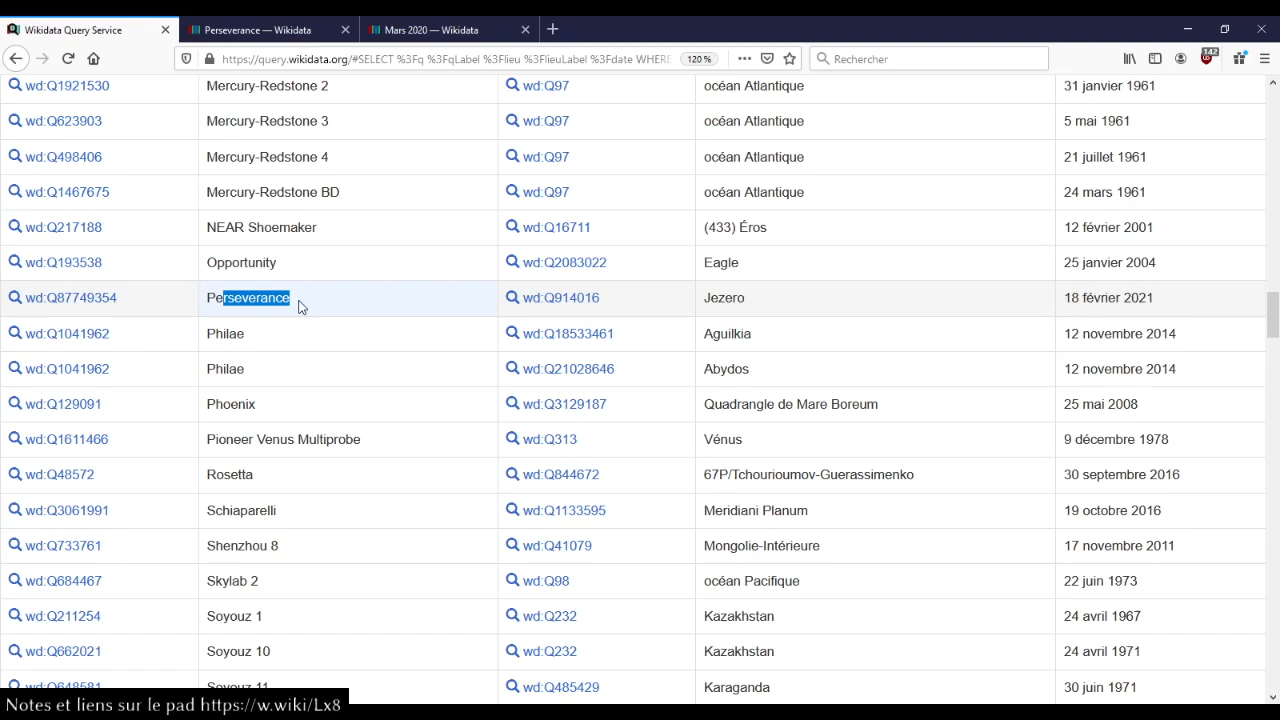 Wikidata Query Service
Perseverance — Wikidata
Mars 2020 — Wikidata
https://query.wikidata.org/#SELECT %3Fq %3FqLabel %3Flieu %3FlieuLabel %3Fdate WHERE
120 %
Rechercher
142
wd:Q1921530 Mercury-Redstone 2 wd:Q97 océan Atlantique 31 janvier 1961
wd:Q623903 Mercury-Redstone 3 wd:Q97 océan Atlantique 5 mai 1961
wd:Q498406 Mercury-Redstone 4 wd:Q97 océan Atlantique 21 juillet 1961
wd:Q1467675 Mercury-Redstone BD wd:Q97 océan Atlantique 24 mars 1961
wd:Q217188 NEAR Shoemaker wd:Q16711 (433) Éros 12 février 2001
wd:Q193538 Opportunity wd:Q2083022 Eagle 25 janvier 2004
wd:Q87749354 Perseverance wd:Q914016 Jezero 18 février 2021
wd:Q1041962 Philae wd:Q18533461 Aguilkia 12 novembre 2014
wd:Q1041962 Philae wd:Q21028646 Abydos 12 novembre 2014
wd:Q129091 Phoenix wd:Q3129187 Quadrangle de Mare Boreum 25 mai 2008
wd:Q1611466 Pioneer Venus Multiprobe wd:Q313 Vénus 9 décembre 1978
wd:Q48572 Rosetta wd:Q844672 67P/Tchourioumov-Guerassimenko 30 septembre 2016
wd:Q3061991 Schiaparelli wd:Q1133595 Meridiani Planum 19 octobre 2016
wd:Q733761 Shenzhou 8 wd:Q41079 Mongolie-Intérieure 17 novembre 2011
wd:Q684467 Skylab 2 wd:Q98 océan Pacifique 22 juin 1973
wd:Q211254 Soyouz 1 wd:Q232 Kazakhstan 24 avril 1967
wd:Q662021 Soyouz 10 wd:Q232 Kazakhstan 24 avril 1971
wd:Q648581 Soyouz 11 wd:Q485429 Karaganda 30 juin 1971
Notes et liens sur le pad https://w.wiki/Lx8